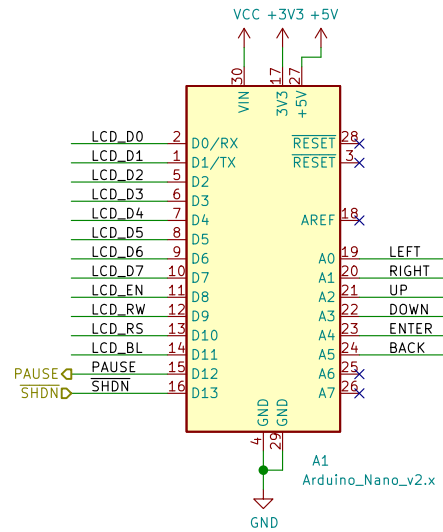 VCC +3V3 +5V
30 17 27
VIN 3V3 +5V
LCD_D0 2 D0/RX RESET 28
LCD_D1 1 D1/TX RESET 3
LCD_D2 5 D2
LCD_D3 6 D3
LCD_D4 7 D4 AREF 18
LCD_D5 8 D5
LCD_D6 9 D6 A0 19 LEFT
LCD_D7 10 D7 A1 20 RIGHT
LCD_EN 11 D8 A2 21 UP
LCD_RW 12 D9 A3 22 DOWN
LCD_RS 13 D10 A4 23 ENTER
LCD_BL 14 D11 A5 24 BACK
PAUSE PAUSE 15 D12 A6 25
SHDN SHDN 16 D13 A7 26
GND GND
4 29
A1
Arduino_Nano_v2.x
GND